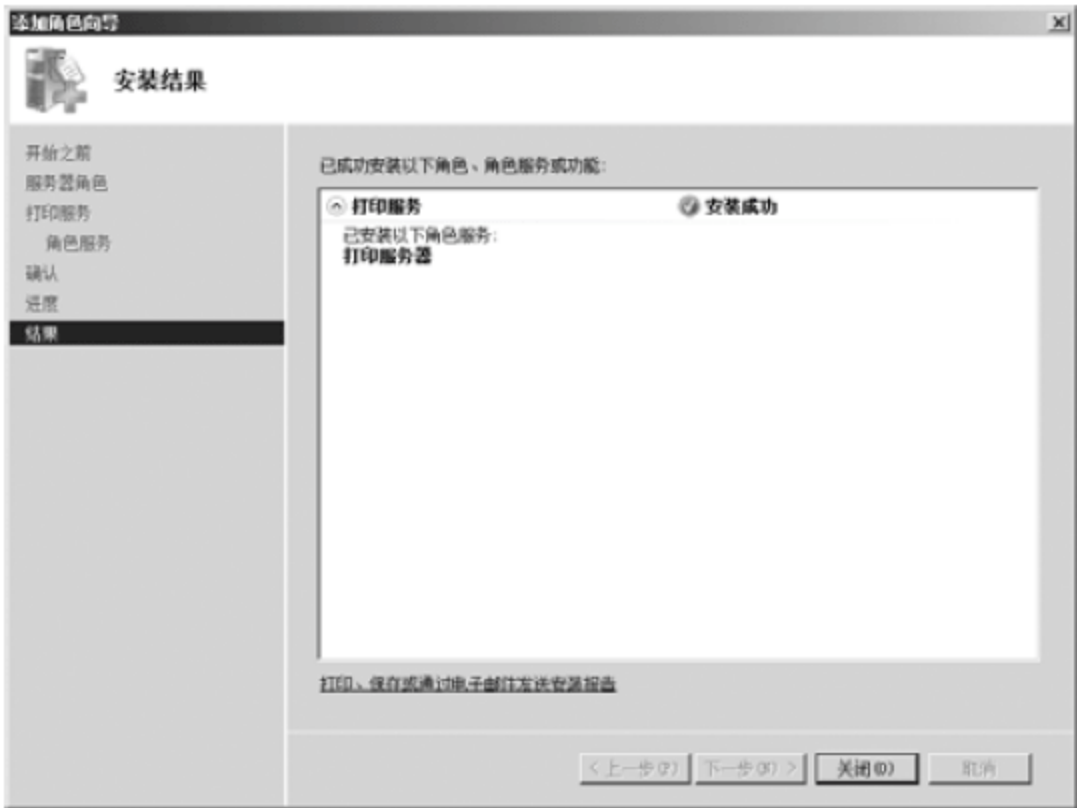 添加角色向导
安装结果
开始之前
服务器角色
打印服务
角色服务
确认
进度
结果
已成功安装以下角色、角色服务或功能:
打印服务
安装成功
已安装以下角色服务:
打印服务器
打印、保存或通过电子邮件发送安装报告
< 上一步(P)
下一步(N) >
关闭(O)
取消